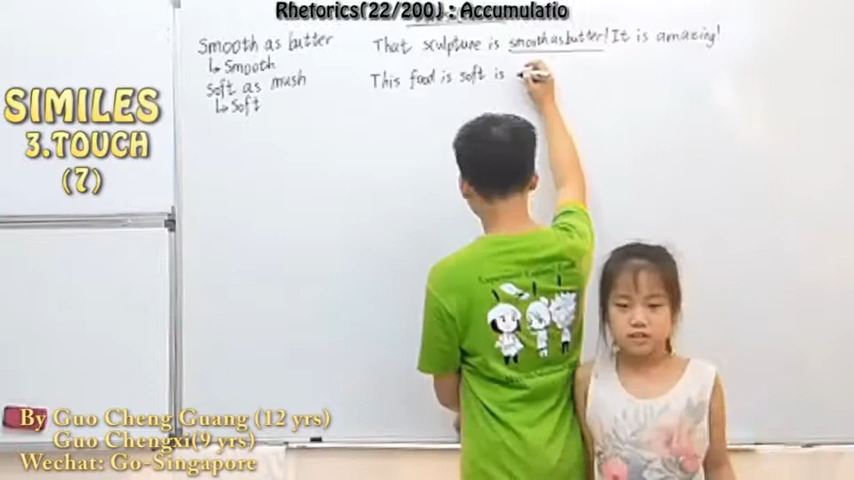 Rhetorics(22/200) : Accumulatio
Smooth as butter
↳ Smooth
Soft as mush
↳ Soft
That sculpture is smooth as butter! It is amazing!
This food is soft is
SIMILES
3.TOUCH
(7)
By Guo Cheng Guang (12 yrs)
Guo Chengxi(9 yrs)
Wechat: Go-Singapore